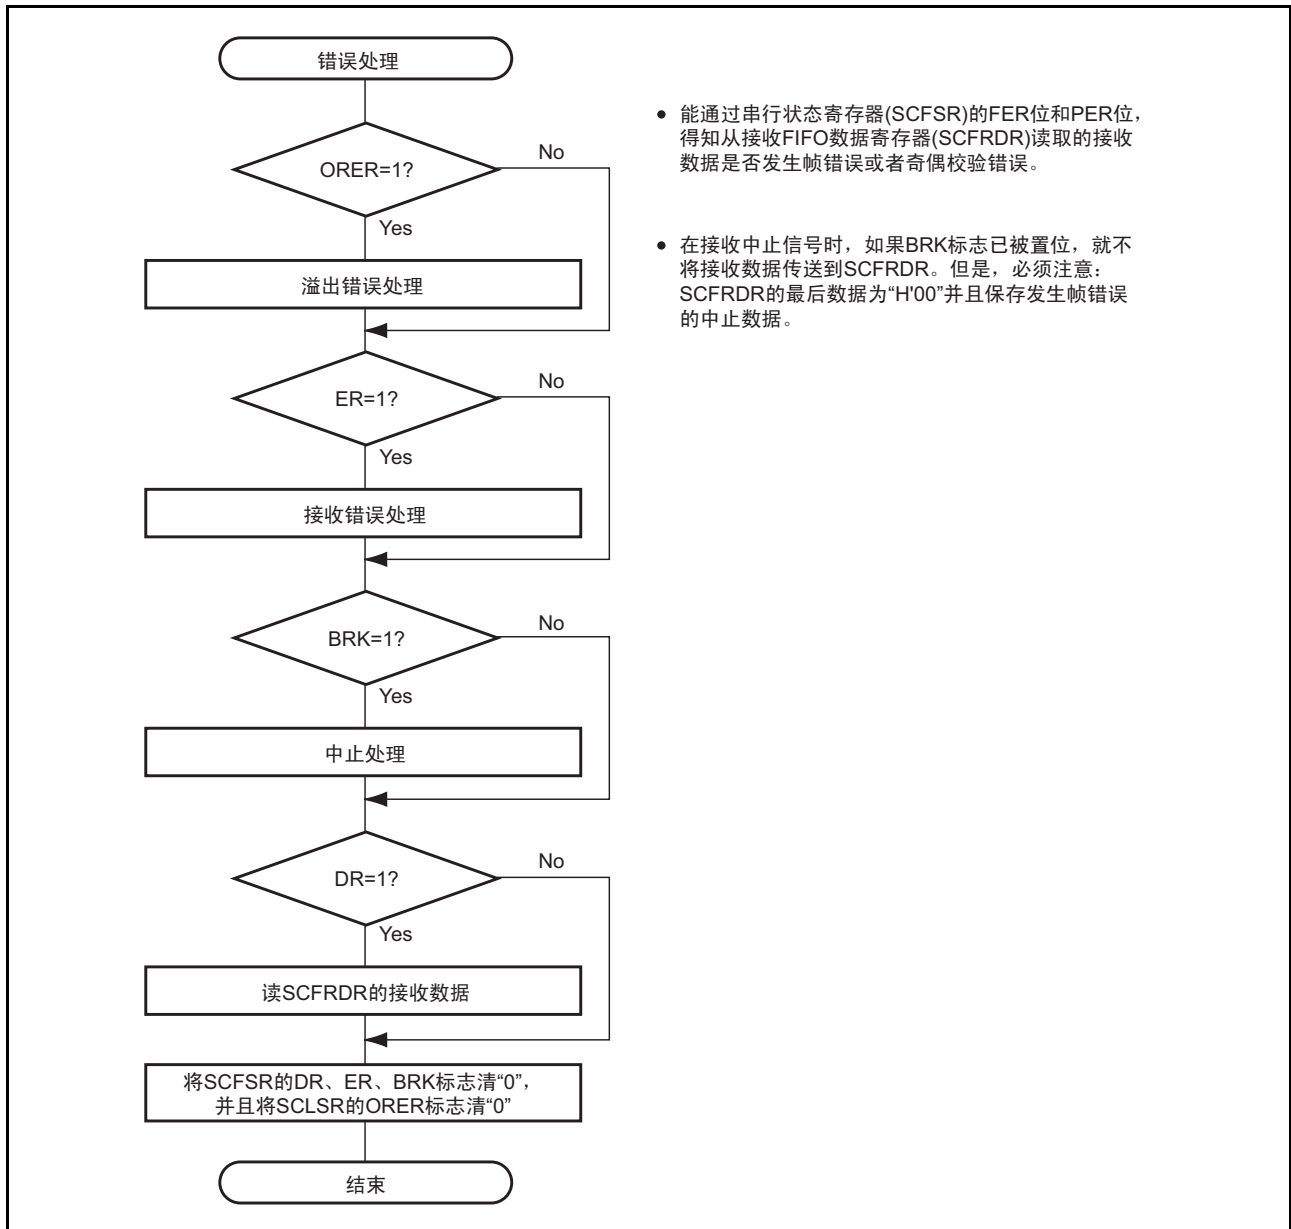 错误处理
ORER=1?
No
Yes
溢出错误处理
ER=1?
No
Yes
接收错误处理
BRK=1?
No
Yes
中止处理
DR=1?
No
Yes
读SCFRDR的接收数据
将SCFSR的DR、ER、BRK标志清“0”，
并且将SCLSR的ORER标志清“0”
结束
● 能通过串行状态寄存器(SCFSR)的FER位和PER位，
得知从接收FIFO数据寄存器(SCFRDR)读取的接收
数据是否发生帧错误或者奇偶校验错误。
● 在接收中止信号时，如果BRK标志已被置位，就不
将接收数据传送到SCFRDR。但是，必须注意：
SCFRDR的最后数据为“H'00”并且保存发生帧错误
的中止数据。